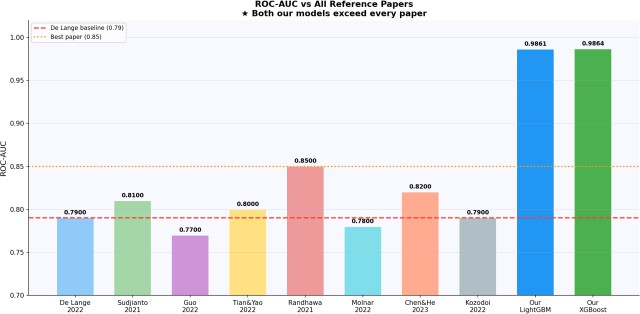 ROC-AUC vs All Reference Papers
★ Both our models exceed every paper
De Lange baseline (0.79)
Best paper (0.85)
ROC-AUC
1.00
0.95
0.90
0.85
0.80
0.75
0.70
0.7900
0.8100
0.7700
0.8000
0.8500
0.7800
0.8200
0.7900
0.9861
0.9864
De Lange
2022
Sudjianto
2021
Guo
2022
Tian&Yao
2022
Randhawa
2021
Molnar
2022
Chen&He
2023
Kozodoi
2022
Our
LightGBM
Our
XGBoost